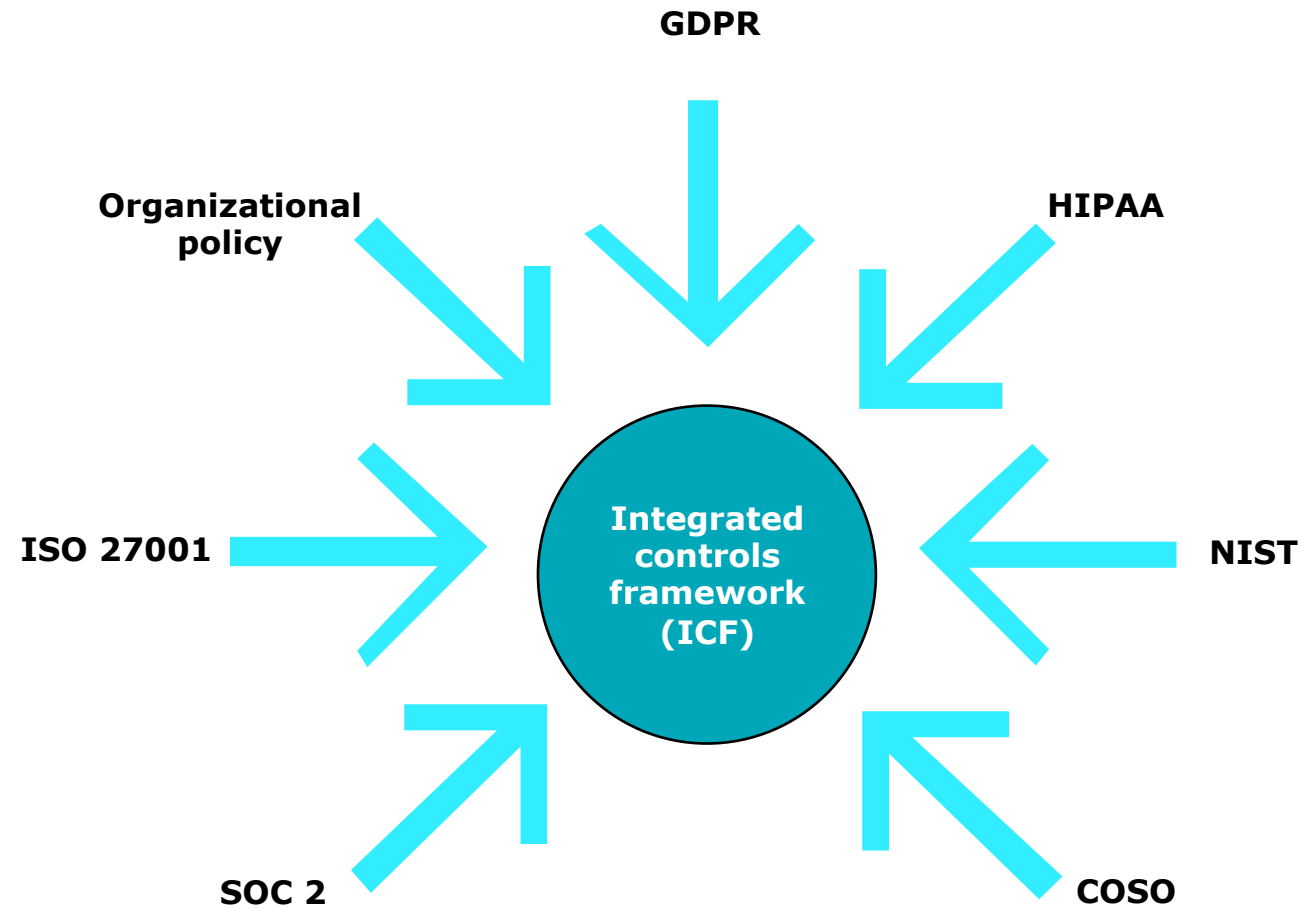 GDPR
Organizational
policy
HIPAA
ISO 27001
Integrated
controls
framework
(ICF)
NIST
SOC 2
COSO